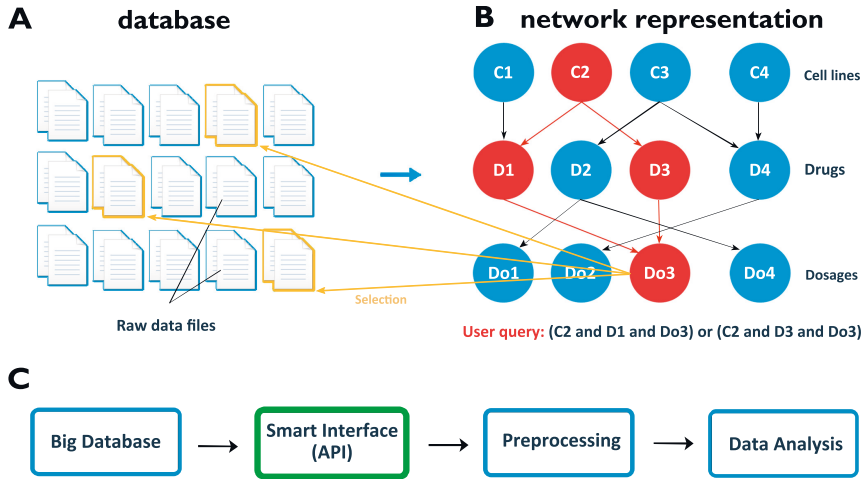 A database
B network representation
C1 C2 C3 C4 Cell lines
D1 D2 D3 D4 Drugs
Do1 Do2 Do3 Do4 Dosages
Selection
Raw data files
User query: (C2 and D1 and Do3) or (C2 and D3 and Do3)
C
Big Database
Smart Interface
(API)
Preprocessing
Data Analysis